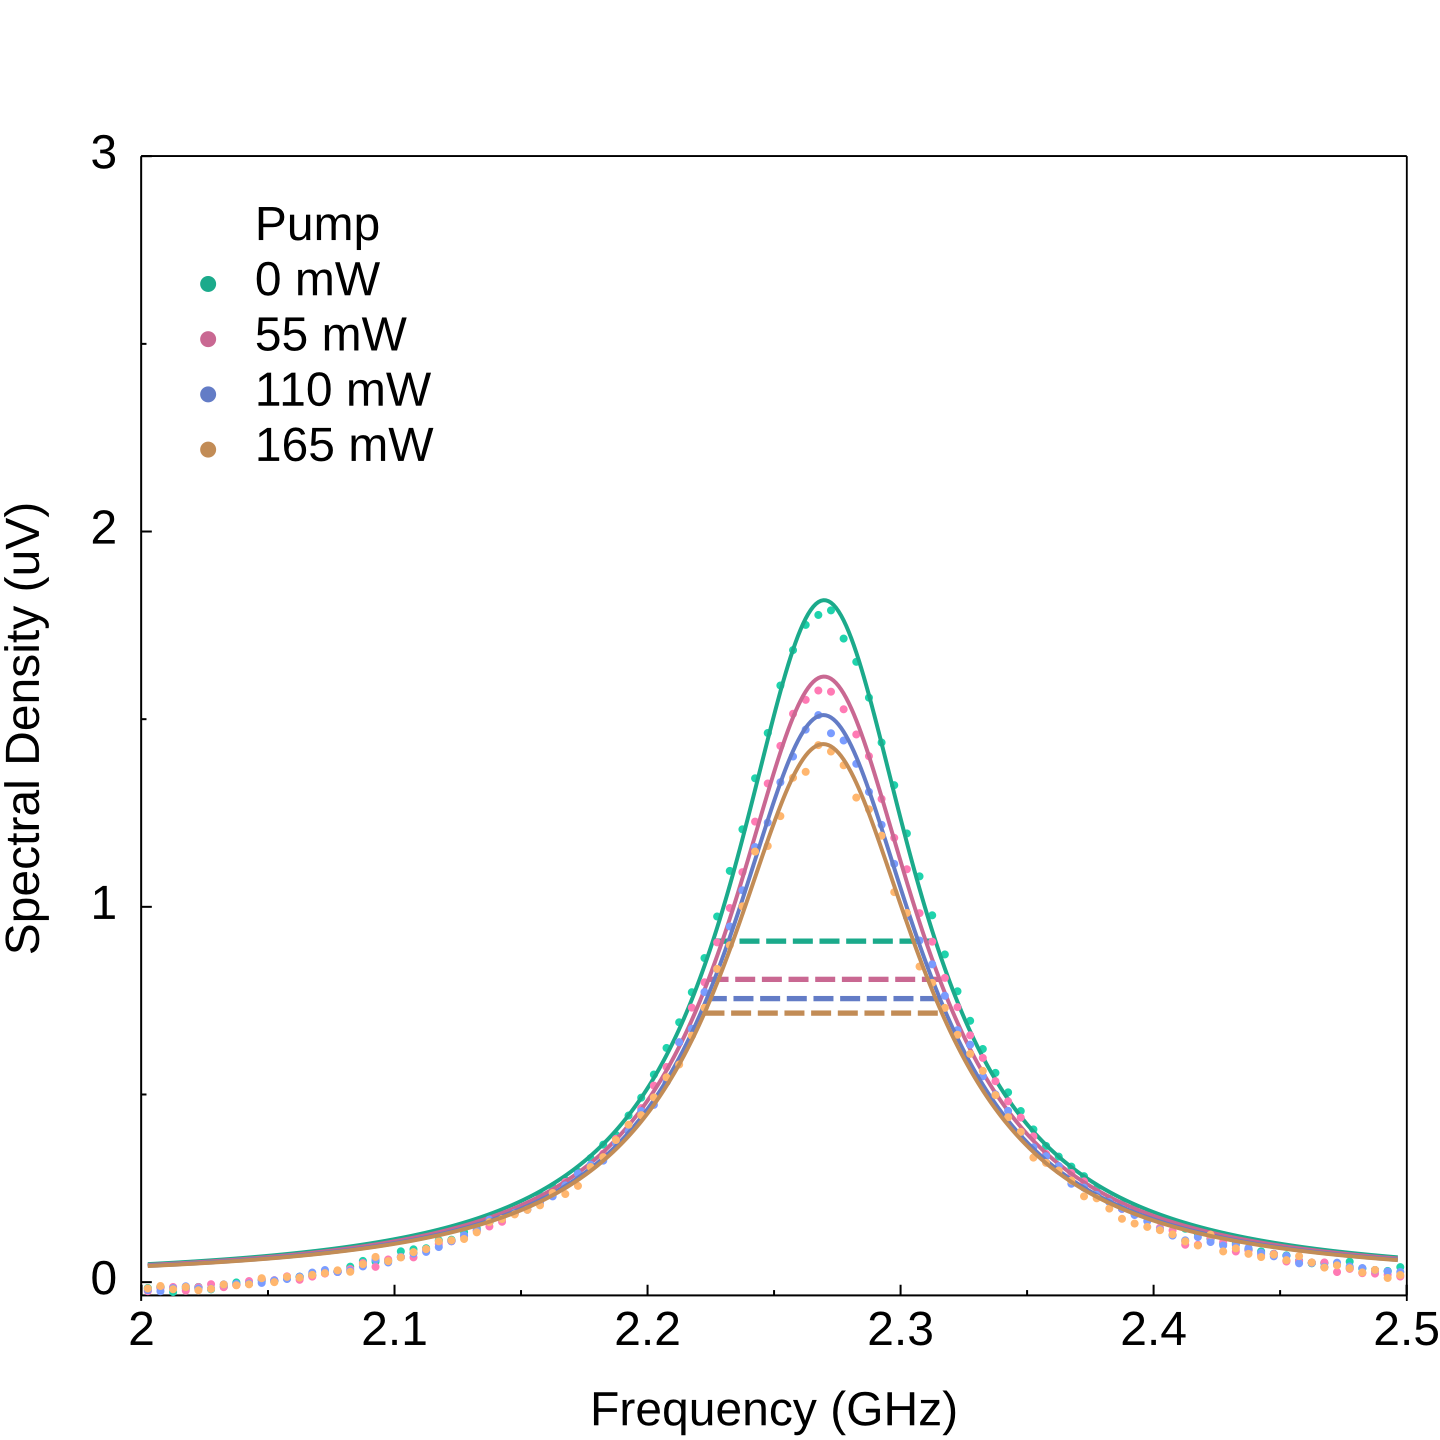 3
Pump
0 mW
55 mW
110 mW
165 mW
2
1
0
Spectral Density (uV)
2 2.1 2.2 2.3 2.4 2.5
Frequency (GHz)